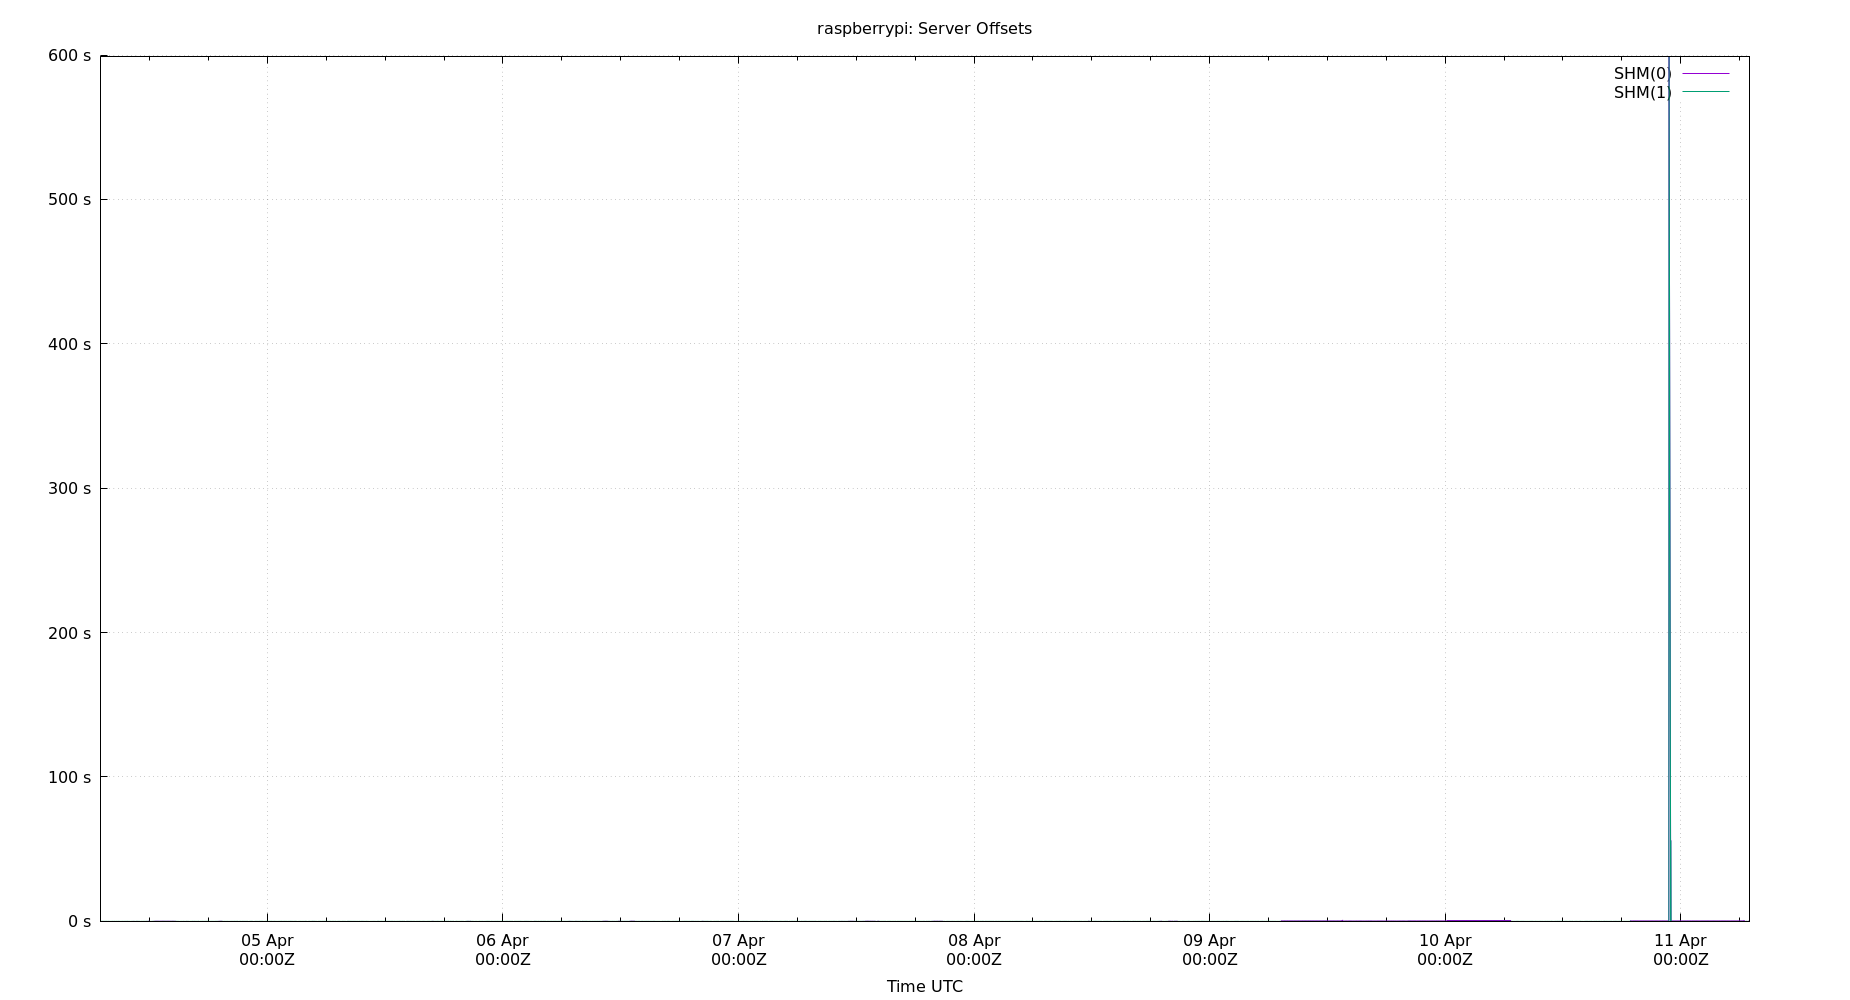 raspberrypi: Server Offsets
600 s
SHM(0)
SHM(1)
500 s
400 s
300 s
200 s
100 s
0 s
05 Apr 06 Apr 07 Apr 08 Apr 09 Apr 10 Apr 11 Apr
00:00Z 00:00Z 00:00Z 00:00Z 00:00Z 00:00Z 00:00Z
Time UTC